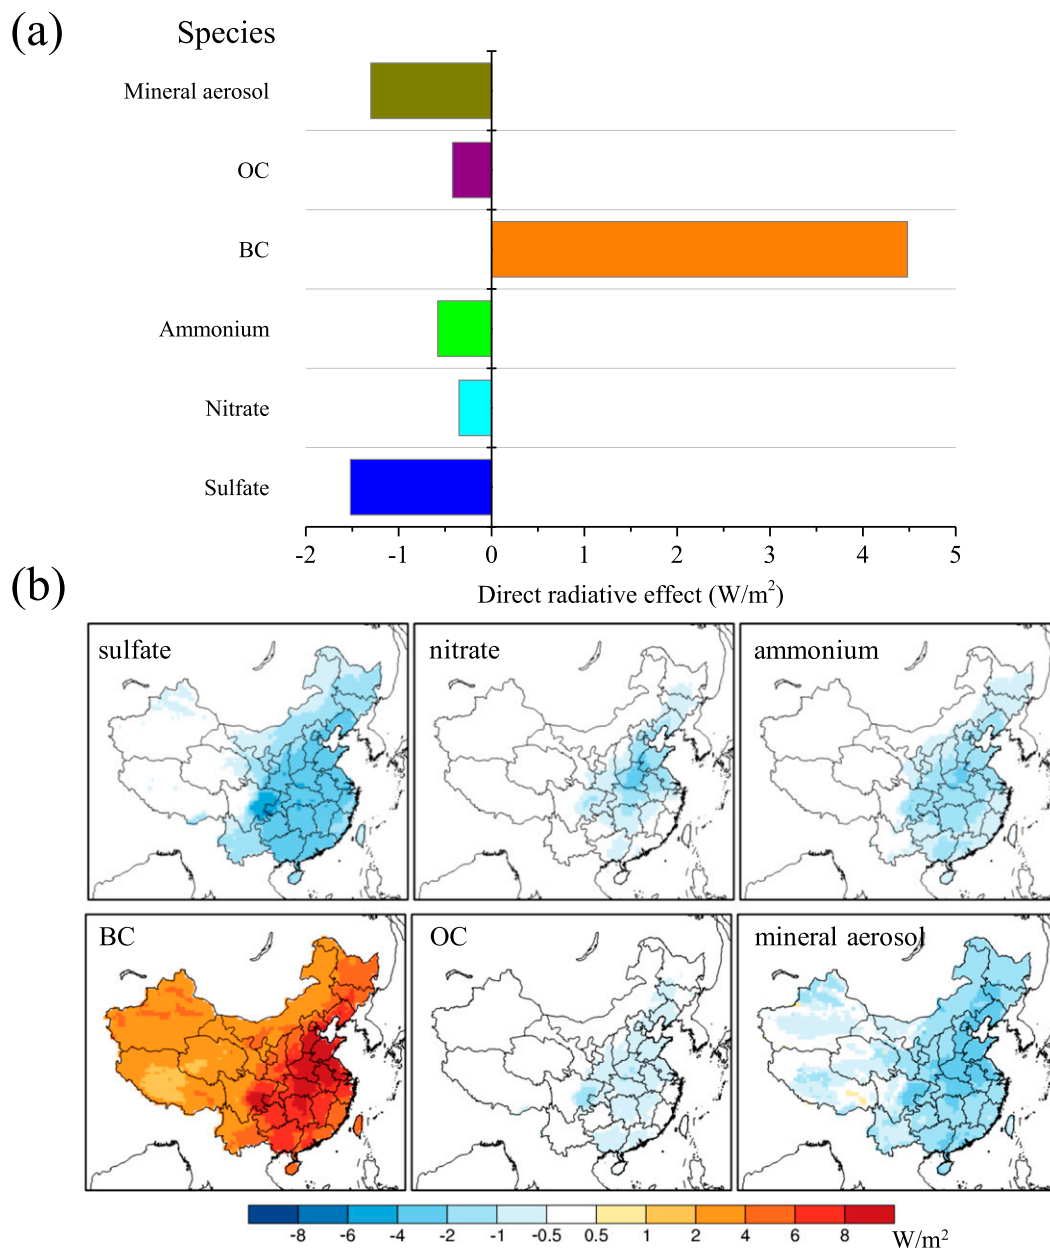 (a)
Species
Mineral aerosol
OC
BC
Ammonium
Nitrate
Sulfate
-2 -1 0 1 2 3 4 5
Direct radiative effect (W/m²)
(b)
sulfate nitrate ammonium
BC OC mineral aerosol
-8 -6 -4 -2 -1 -0.5 0.5 1 2 4 6 8 W/m²